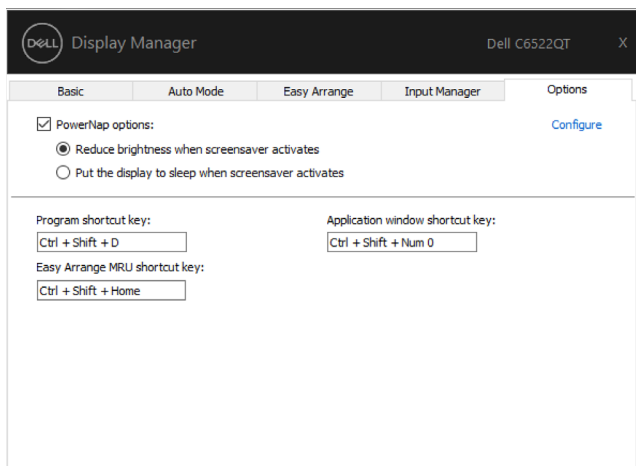 DELL Display Manager Dell C6522QT X
Basic Auto Mode Easy Arrange Input Manager Options
PowerNap options: Configure
Reduce brightness when screensaver activates
Put the display to sleep when screensaver activates
Program shortcut key: Application window shortcut key:
Ctrl + Shift + D Ctrl + Shift + Num 0
Easy Arrange MRU shortcut key:
Ctrl + Shift + Home